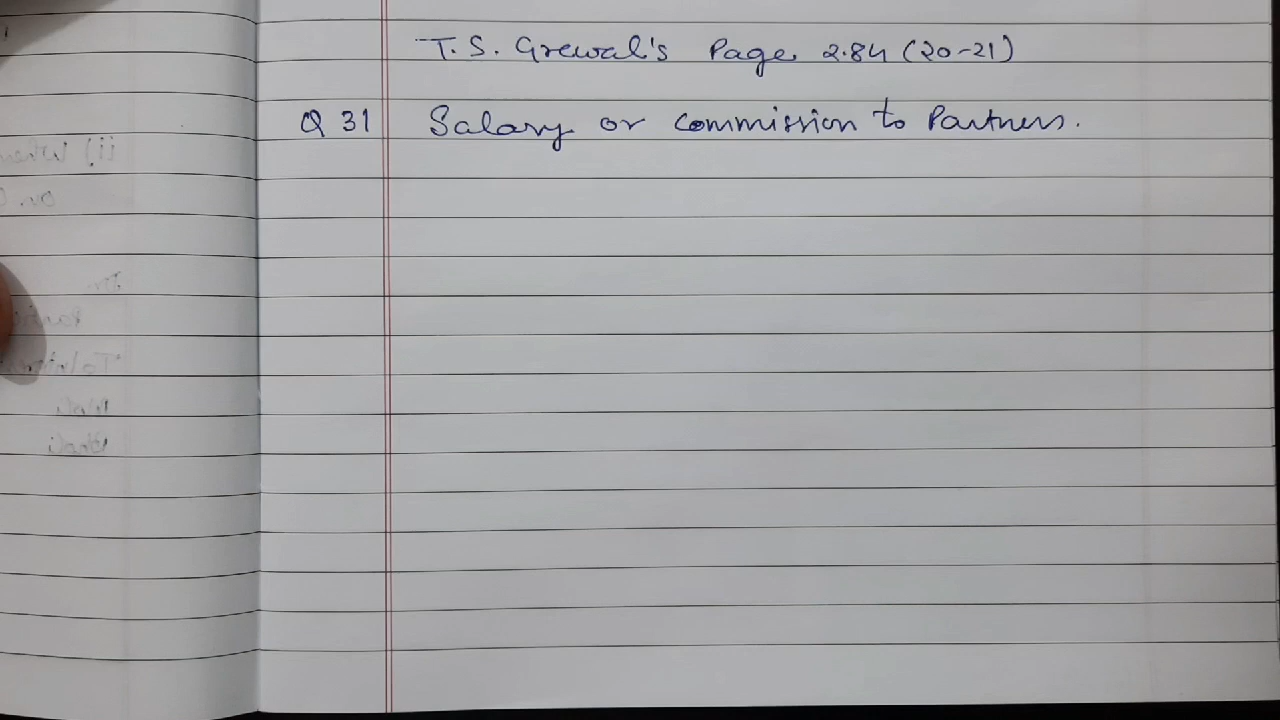 T. S. Grewal's Page 2.84 (20-21)
Q 31 Salary or commission to Partners.